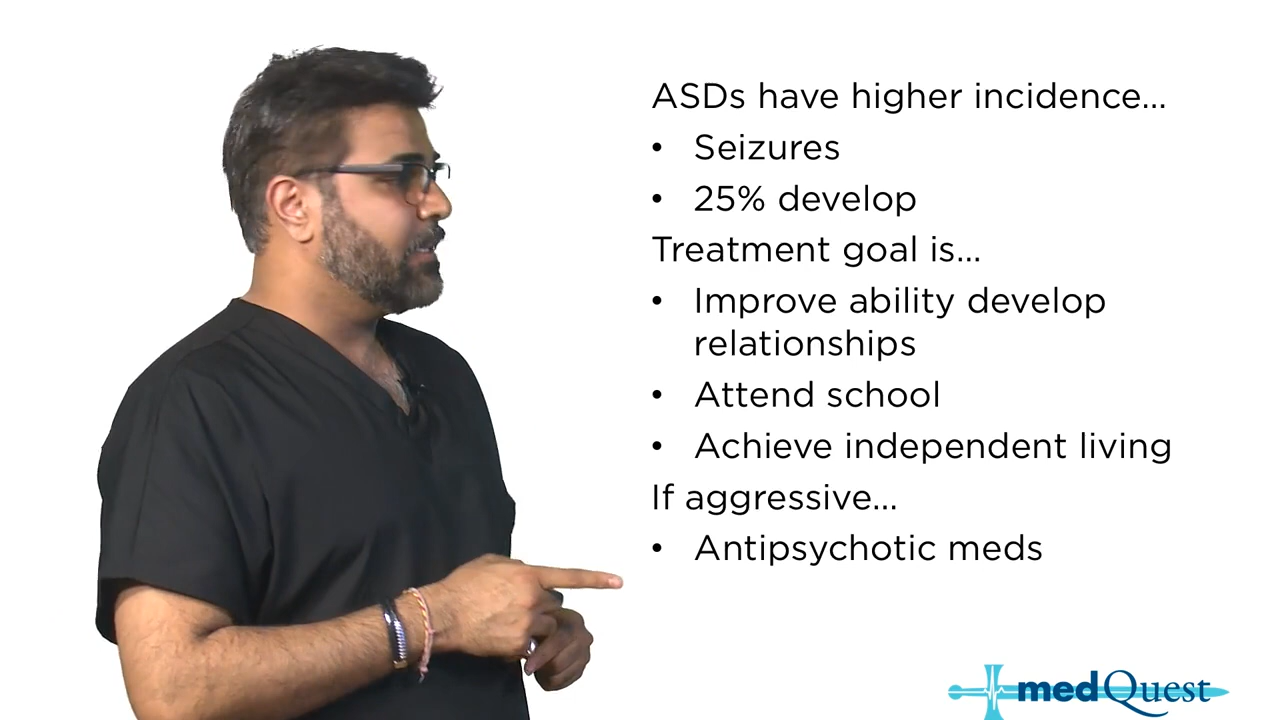 ASDs have higher incidence...
• Seizures
• 25% develop
Treatment goal is...
• Improve ability develop
relationships
• Attend school
• Achieve independent living
If aggressive...
• Antipsychotic meds
medQuest